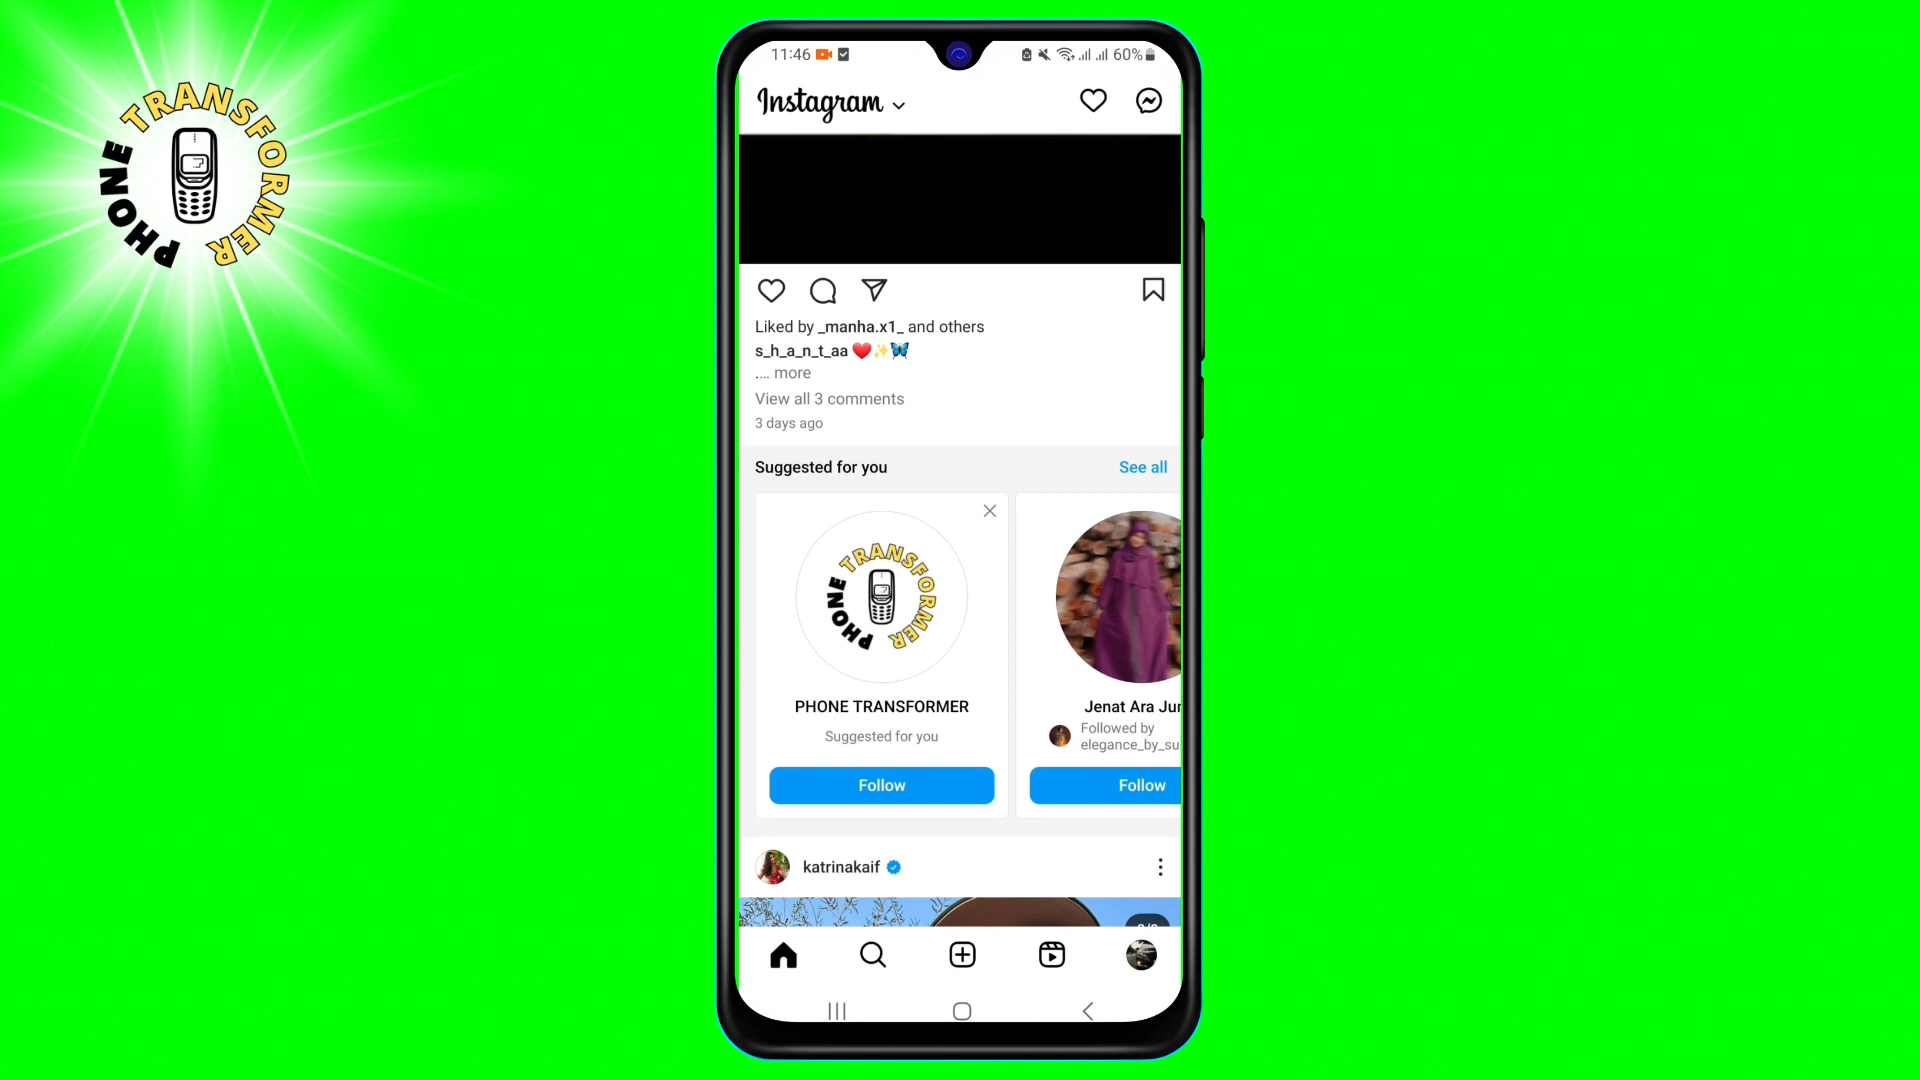 PHONE TRANSFORMER
11:46
60%
Instagram
Liked by _manha.x1_ and others
s_h_a_n_t_aa ❤️✨🦋
.... more
View all 3 comments
3 days ago
Suggested for you
See all
PHONE TRANSFORMER
PHONE TRANSFORMER
Suggested for you
Follow
Jenat Ara Jur
Followed by
elegance_by_su
Follow
katrinakaif